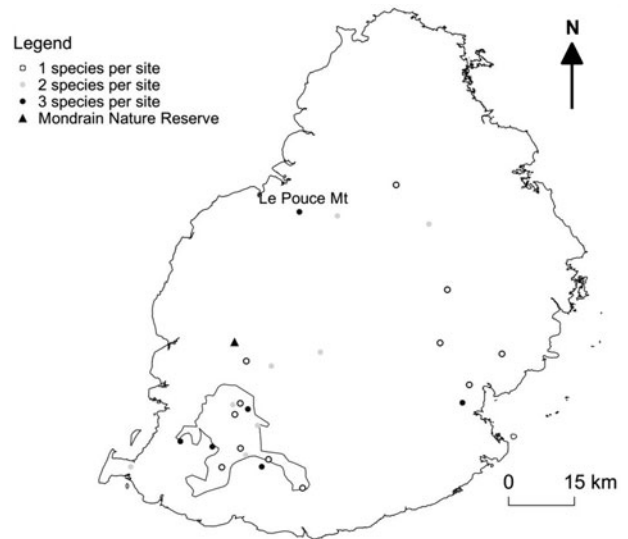 Legend
1 species per site
2 species per site
3 species per site
Mondrain Nature Reserve
N
Le Pouce Mt
0 15 km